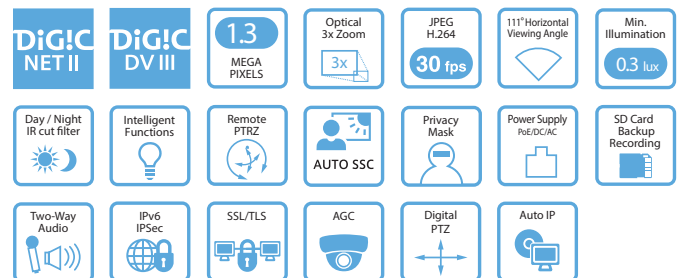 DiG!C
NET II
DiG!C
DV III
1.3
MEGA
PIXELS
Optical
3x Zoom
3x
JPEG
H.264
30 fps
111° Horizontal
Viewing Angle
Min.
Illumination
0.3 lux
Day / Night
IR cut filter
Intelligent
Functions
Remote
PTRZ
AUTO SSC
Privacy
Mask
Power Supply
PoE/DC/AC
SD Card
Backup
Recording
Two-Way
Audio
IPv6
IPSec
SSL/TLS
AGC
Digital
PTZ
Auto IP